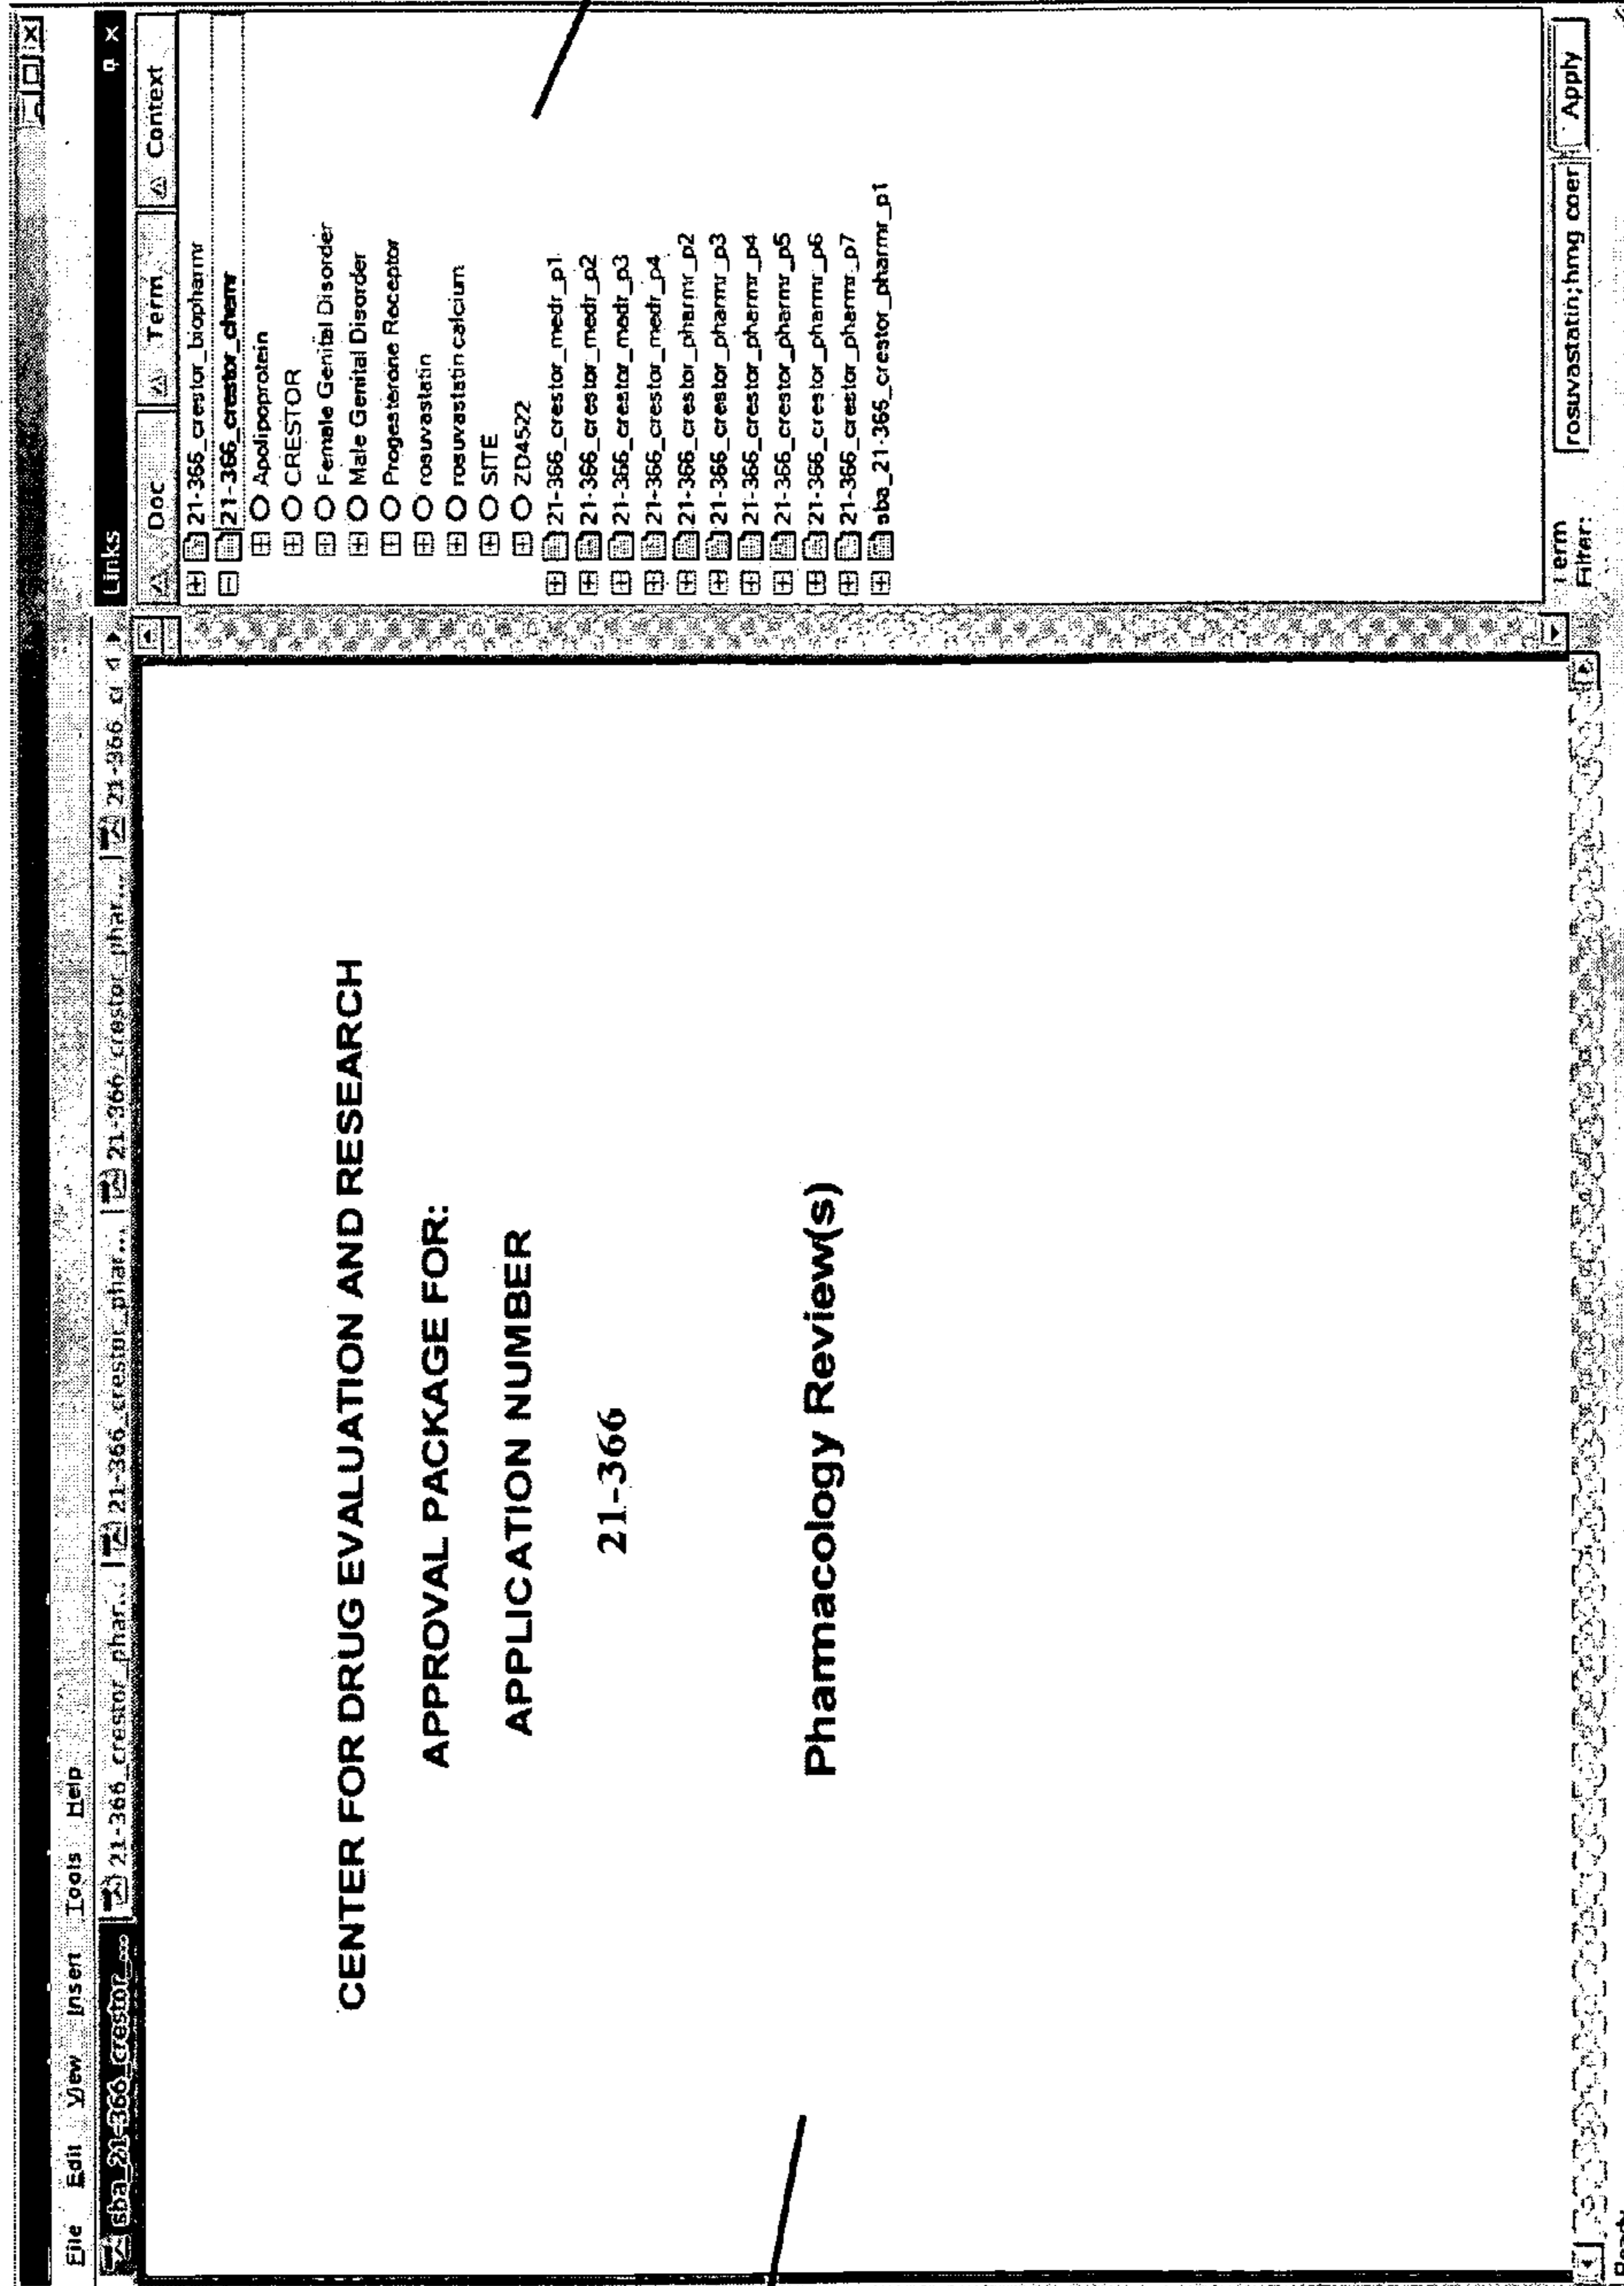 File Edit View Insert Tools Help
sba_21-366_crestor_... 21-366_crestor_phar... 21-366_crestor_phar... 21-366_crestor_phar... 21-366_cr
CENTER FOR DRUG EVALUATION AND RESEARCH
APPROVAL PACKAGE FOR:
APPLICATION NUMBER
21-366
Pharmacology Review(s)
Links
Doc Term Context
21-366_crestor_biopharmr
21-366_crestor_chemr
Apolipoprotein
CRESTOR
Female Genital Disorder
Male Genital Disorder
Progesterone Receptor
rosuvastatin
rosuvastatin calcium
SITE
ZD4522
21-366_crestor_medr_p1
21-366_crestor_medr_p2
21-366_crestor_medr_p3
21-366_crestor_medr_p4
21-366_crestor_pharmr_p2
21-366_crestor_pharmr_p3
21-366_crestor_pharmr_p4
21-366_crestor_pharmr_p5
21-366_crestor_pharmr_p6
21-366_crestor_pharmr_p7
sba_21-366_crestor_pharmr_p1
Term
Filter: rosuvastatin;hmg coer Apply
Ready